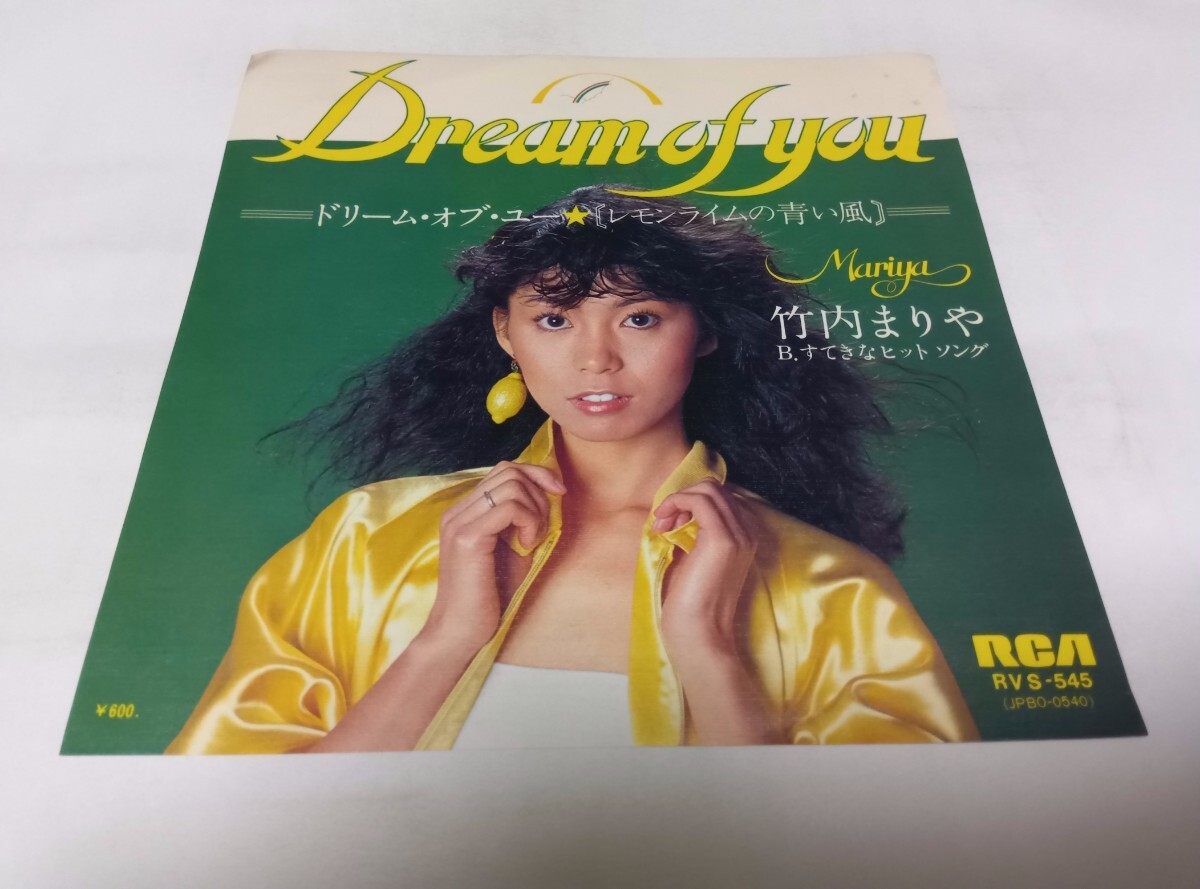 Dream of you
ドリーム・オブ・ユー★〘レモンライムの青い風〙
Mariya
竹内まりや
B.すてきなヒットソング
RCA
RVS-545
(JPBO-0540)
¥600.